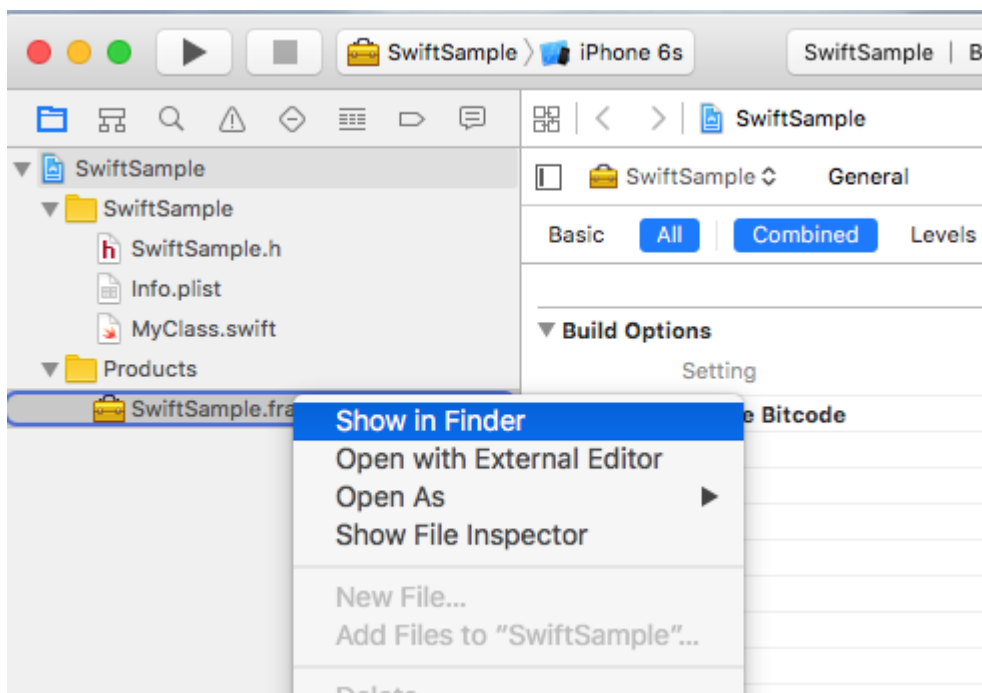 SwiftSample iPhone 6s SwiftSample |
SwiftSample
SwiftSample
SwiftSample General
SwiftSample
SwiftSample.h
Basic All Combined Levels
Info.plist
MyClass.swift
Build Options
Products
Setting
SwiftSample.fra
Bitcode
Show in Finder
Open with External Editor
Open As
Show File Inspector
New File...
Add Files to “SwiftSample”...